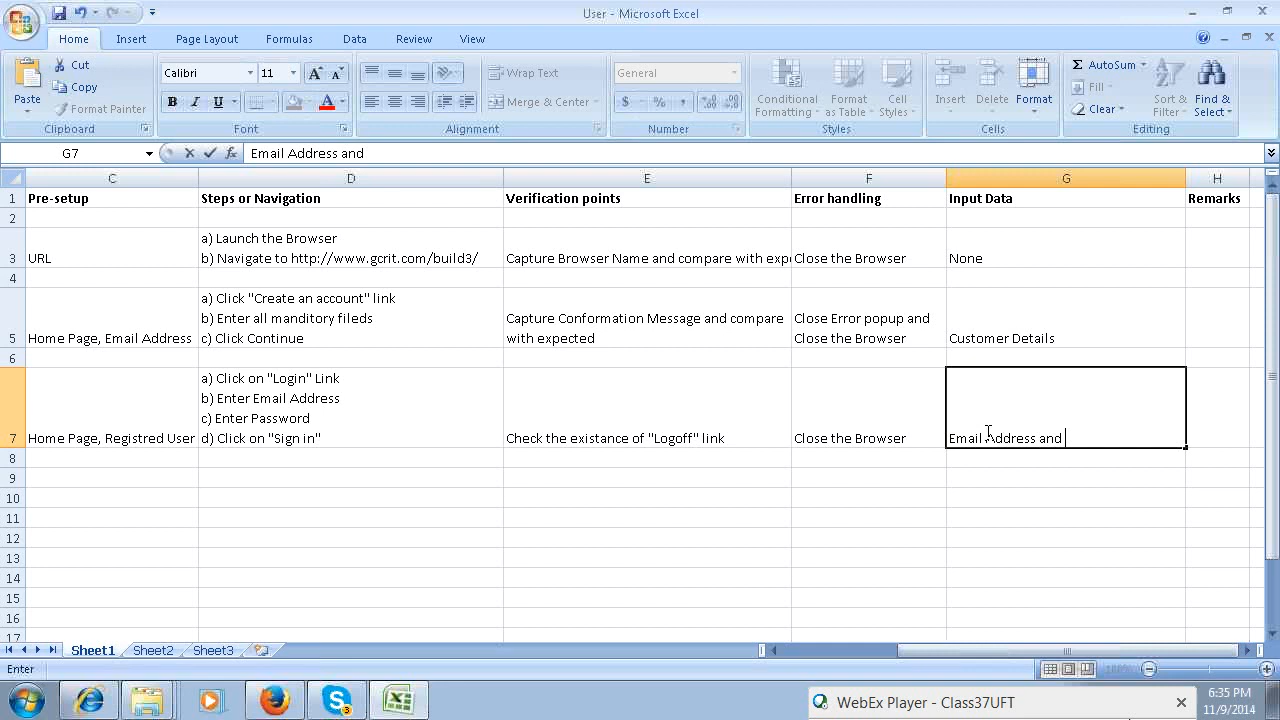 User - Microsoft Excel
Home Insert Page Layout Formulas Data Review View
Cut
Copy
Format Painter
Paste
Clipboard
Calibri 11
B I U
Font
Wrap Text
Merge & Center
Alignment
General
$ % ,
Number
Conditional Formatting
Format as Table
Cell Styles
Styles
Insert Delete Format
Cells
Σ AutoSum
Fill
Clear
Sort & Filter
Find & Select
Editing
G7 fx Email Address and
C D E F G H
1 Pre-setup Steps or Navigation Verification points Error handling Input Data Remarks
2
a) Launch the Browser
3 URL b) Navigate to http://www.gcrit.com/build3/ Capture Browser Name and compare with exp Close the Browser None
4
a) Click "Create an account" link
b) Enter all manditory fileds Capture Conformation Message and compare Close Error popup and
5 Home Page, Email Address c) Click Continue with expected Close the Browser Customer Details
6
a) Click on "Login" Link
b) Enter Email Address
c) Enter Password
7 Home Page, Registred User d) Click on "Sign in" Check the existance of "Logoff" link Close the Browser Email Address and
8
9
10
11
12
13
14
15
16
17
Sheet1 Sheet2 Sheet3
Enter 100%
WebEx Player - Class37UFT
6:35 PM
11/9/2014